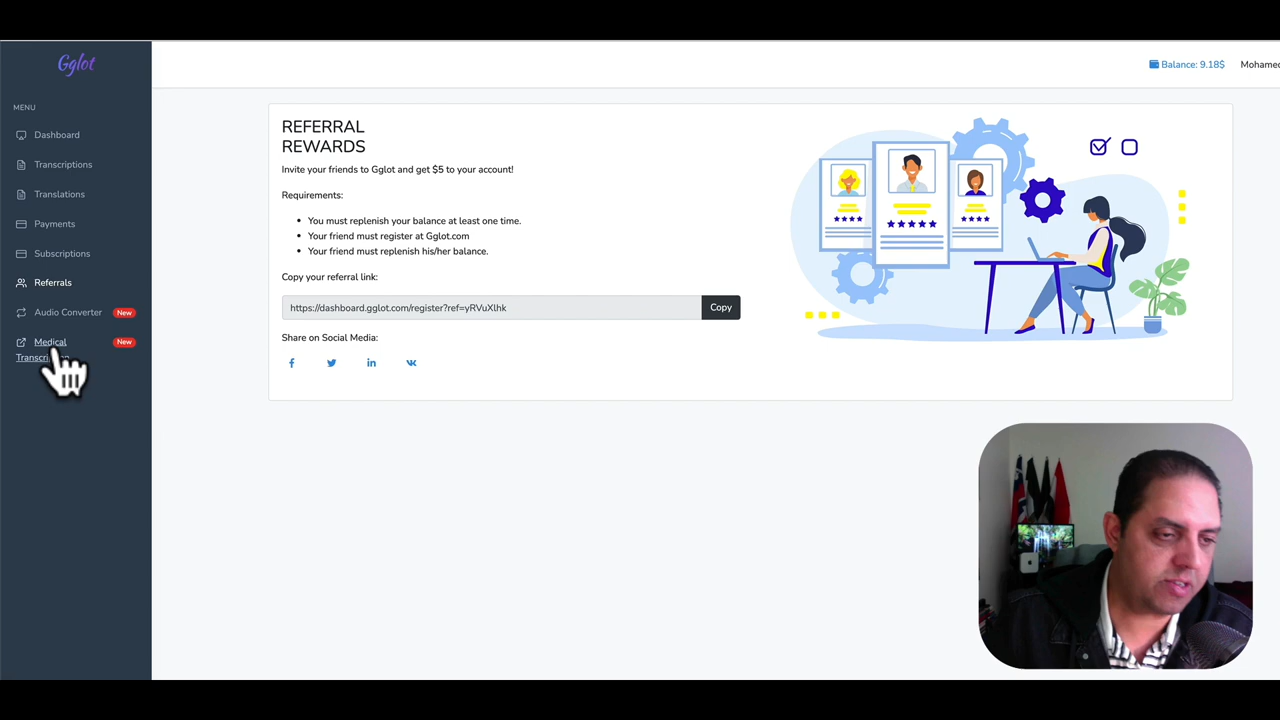 Gglot
Balance: 9.18$
Mohamed
MENU
Dashboard
Transcriptions
Translations
Payments
Subscriptions
Referrals
Audio Converter New
Medical New
REFERRAL
REWARDS
Invite your friends to Gglot and get $5 to your account!
Requirements:
You must replenish your balance at least one time.
Your friend must register at Gglot.com
Your friend must replenish his/her balance.
Copy your referral link:
https://dashboard.gglot.com/register?ref=yRVuXlhk Copy
Share on Social Media: